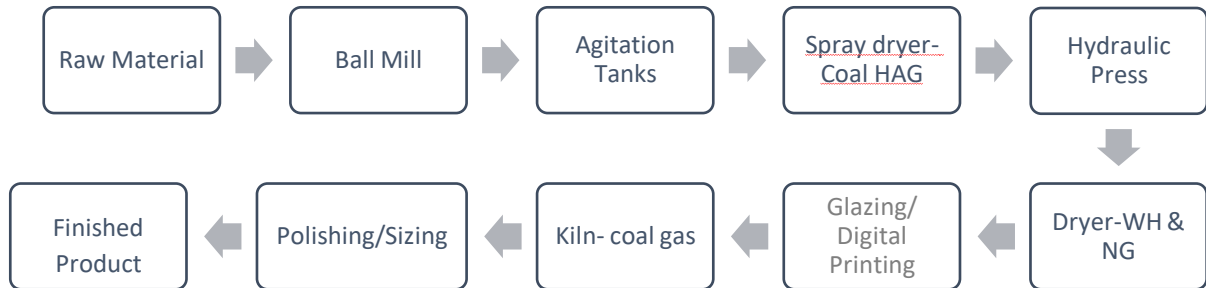 Raw Material
Ball Mill
Agitation
Tanks
Spray dryer-
Coal HAG
Hydraulic
Press
Dryer-WH &
NG
Glazing/
Digital
Printing
Kiln- coal gas
Polishing/Sizing
Finished
Product